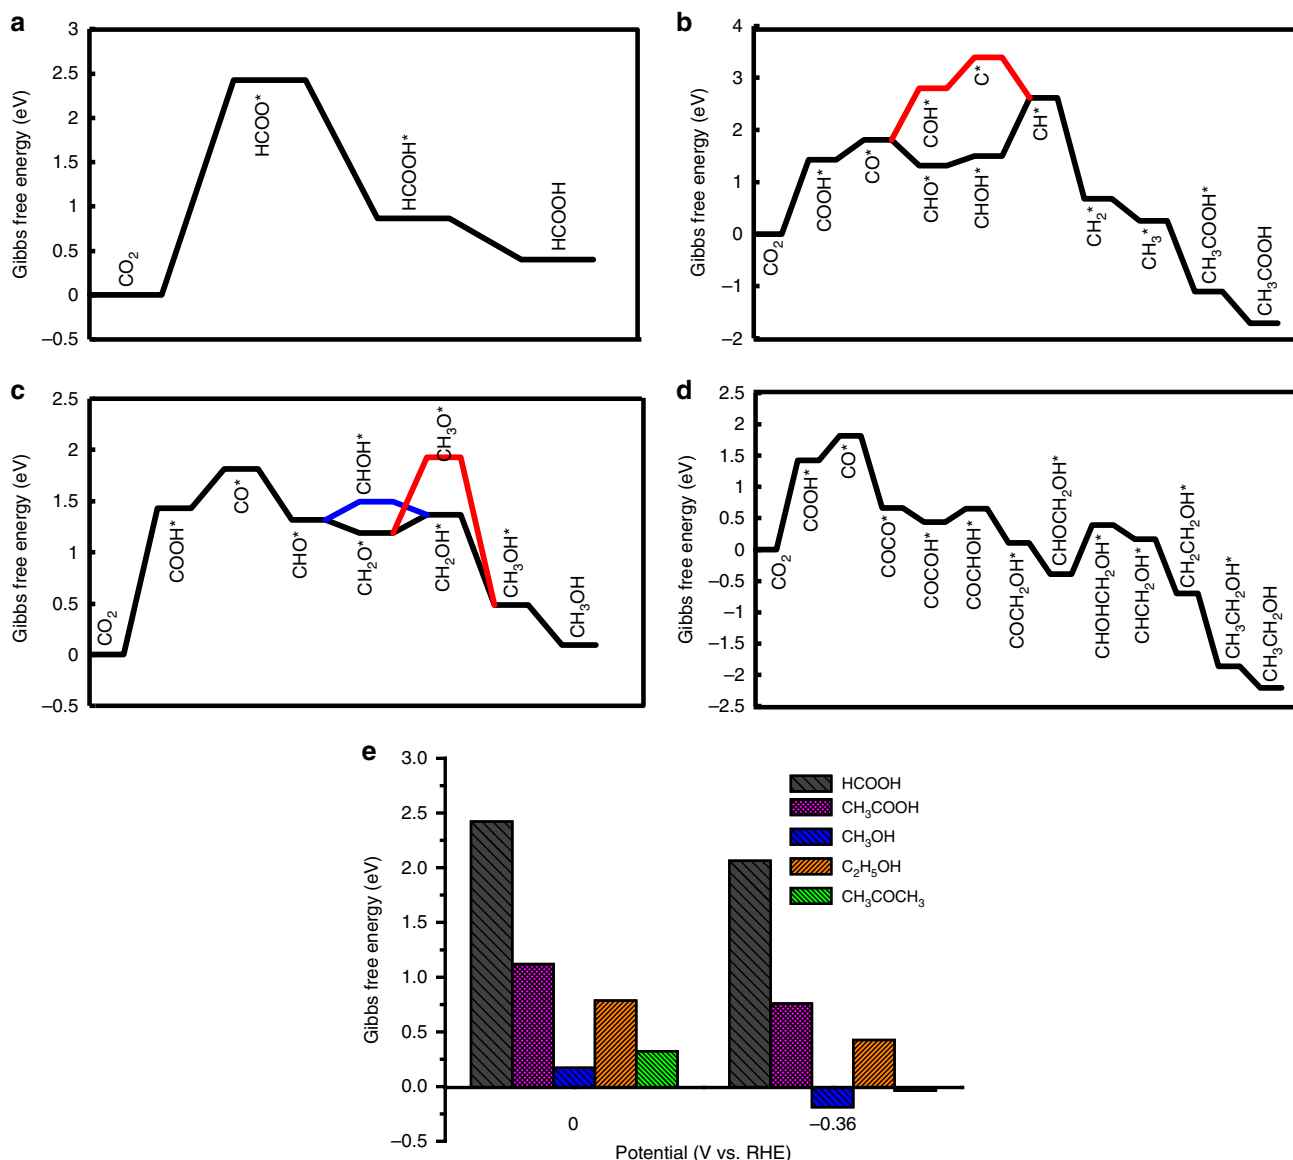 a
3
2.5
2
1.5
1
0.5
0
–0.5
Gibbs free energy (eV)
CO2
HCOO*
HCOOH*
HCOOH
b
4
3
2
1
0
–1
–2
Gibbs free energy (eV)
CO2
COOH*
CO*
COH*
C*
CHO*
CHOH*
CH*
CH2*
CH3*
CH3COOH*
CH3COOH
c
2.5
2
1.5
1
0.5
0
–0.5
Gibbs free energy (eV)
CO2
COOH*
CO*
CHO*
CHOH*
CH2O*
CH3O*
CH2OH*
CH3OH*
CH3OH
d
2.5
2
1.5
1
0.5
0
–0.5
–1
–1.5
–2
–2.5
Gibbs free energy (eV)
CO2
COOH*
CO*
COCO*
COCOH*
COCHOH*
COCH2OH*
CHOCH2OH*
CHOHCH2OH*
CHCH2OH*
CH2CH2OH*
CH3CH2OH*
CH3CH2OH
e
3.0
2.5
2.0
1.5
1.0
0.5
0.0
–0.5
Gibbs free energy (eV)
HCOOH
CH3COOH
CH3OH
C2H5OH
CH3COCH3
0
–0.36
Potential (V vs. RHE)